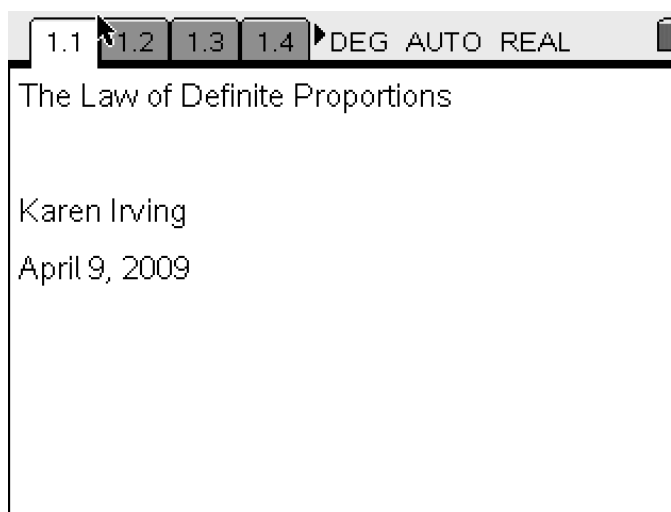 1.1 1.2 1.3 1.4 DEG AUTO REAL
The Law of Definite Proportions
Karen Irving
April 9, 2009